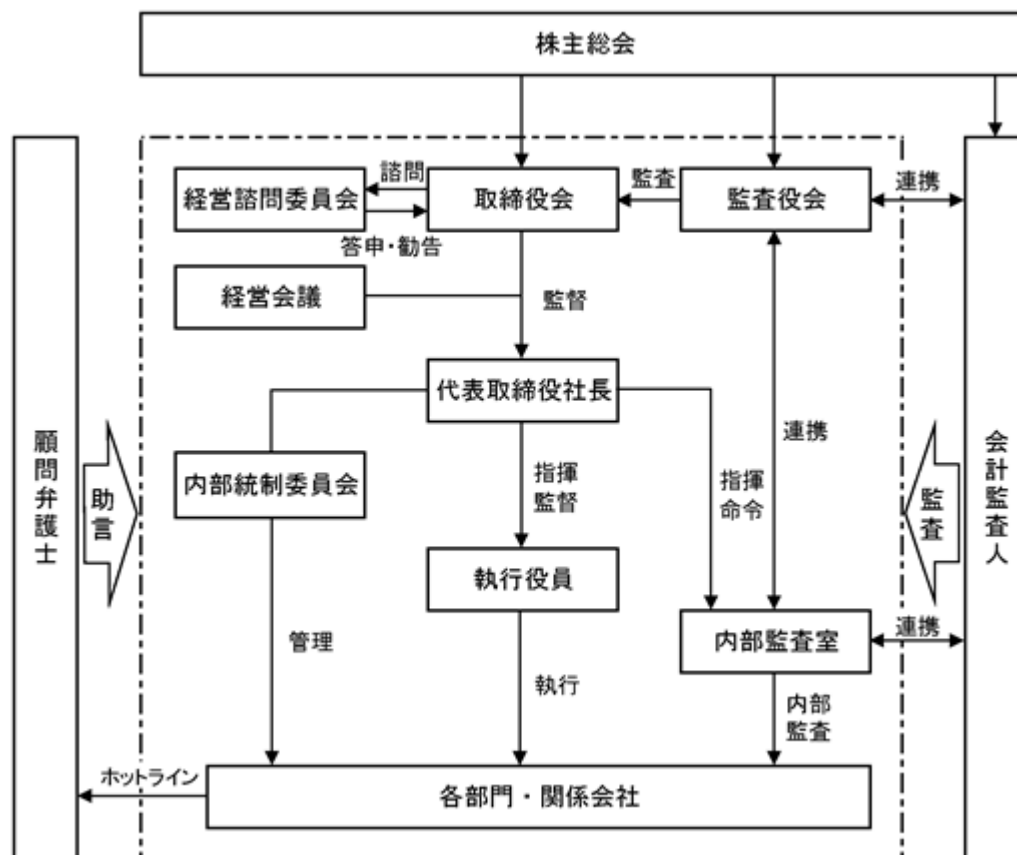 株主総会
諮問
経営諮問委員会
取締役会
監査
監査役会
連携
答申・勧告
経営会議
監督
代表取締役社長
顧問弁護士
助言
内部統制委員会
指揮
監督
指揮
命令
連携
監査
会計監査人
執行役員
管理
執行
内部監査室
連携
内部
監査
ホットライン
各部門・関係会社